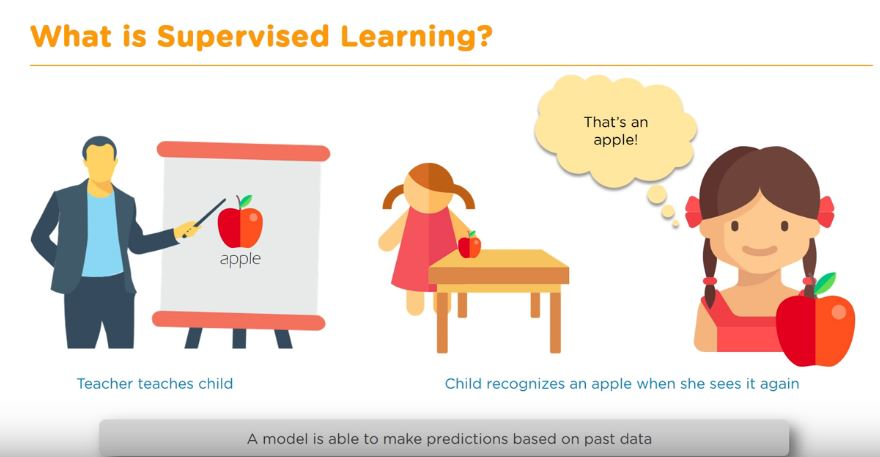 What is Supervised Learning?
That's an
apple!
apple
Teacher teaches child
Child recognizes an apple when she sees it again
A model is able to make predictions based on past data